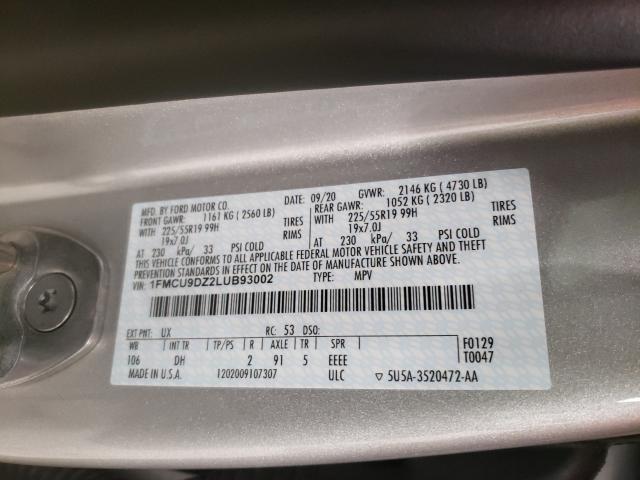 MFD. BY FORD MOTOR CO. 09/20 GVWR: 2146 KG ( 4730 LB)
FRONT GAWR: 1161 KG ( 2560 LB) REAR GAWR: 1052 KG ( 2320 LB)
WITH 225/55R19 99H TIRES WITH 225/55R19 99H TIRES
19x7.0J RIMS 19x7.0J RIMS
AT 230 kPa/ 33 PSI COLD AT 230 kPa/ 33 PSI COLD
THIS VEHICLE CONFORMS TO ALL APPLICABLE FEDERAL MOTOR VEHICLE SAFETY AND THEFT
PREVENTION STANDARDS IN EFFECT ON THE DATE OF MANUFACTURE SHOWN ABOVE.
VIN: 1FMCU9DZ2LUB93002 TYPE: MPV
EXT PNT: UX RC: 53 DSO:
WB INT TR TP/PS R AXLE TR SPR F0129
106 DH 2 91 5 EEEE T0047
MADE IN U.S.A. 1202009107307 ULC ▽ 5U5A-3520472-AA